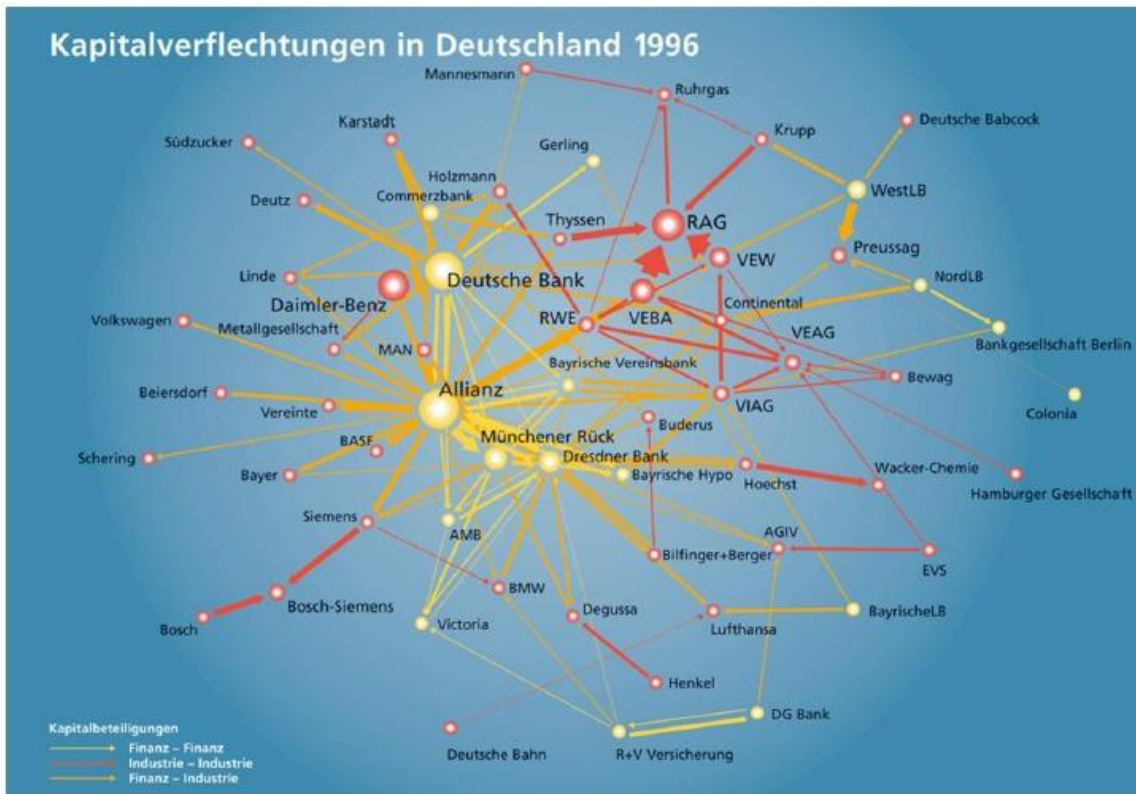 Kapitalverflechtungen in Deutschland 1996
Mannesmann
Ruhrgas
Karstadt
Krupp
Deutsche Babcock
Südzucker
Gerling
Holzmann
WestLB
Deutz
Commerzbank
Thyssen
RAG
Preussag
VEW
Linde
Deutsche Bank
NordLB
Daimler-Benz
Continental
Volkswagen
RWE
VEBA
VEAG
Metallgesellschaft
MAN
Bayrische Vereinsbank
Bankgesellschaft Berlin
Bewag
Beiersdorf
Allianz
VIAG
Colonia
Vereinte
Buderus
BASF
Münchener Rück
Schering
Dresdner Bank
Bayer
Bayrische Hypo
Hoechst
Wacker-Chemie
Hamburger Gesellschaft
Siemens
AMB
AGIV
Bilfinger+Berger
EVS
BMW
Bosch-Siemens
Degussa
Bosch
Victoria
Lufthansa
BayrischeLB
Henkel
DG Bank
Kapitalbeteiligungen
Finanz – Finanz
Deutsche Bahn
R+V Versicherung
Industrie – Industrie
Finanz – Industrie